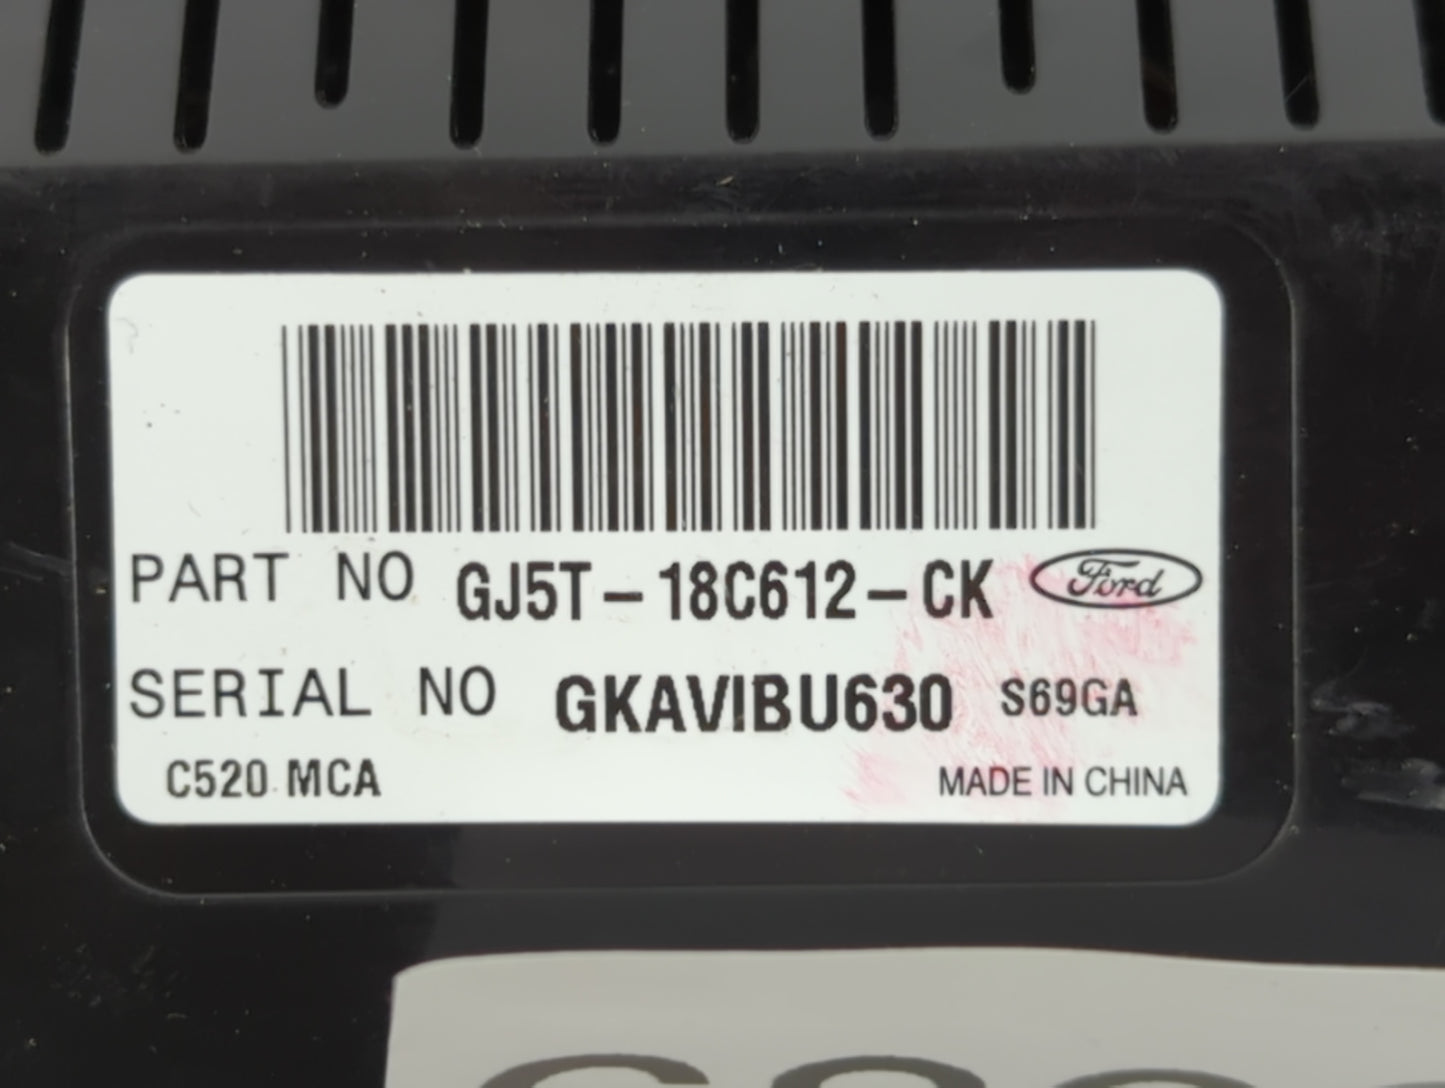 PART NO GJ5T-18C612-CK Ford
SERIAL NO GKAVIBU630 S69GA
C520 MCA MADE IN CHINA